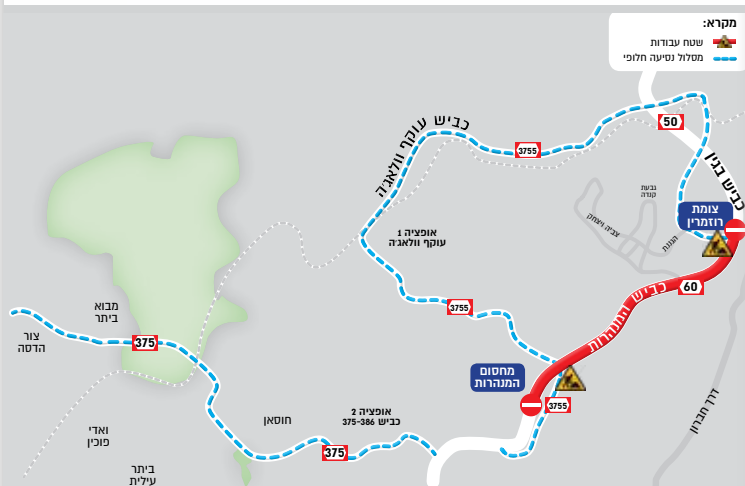 מקרא:
שטח עבודות
מסלול נסיעה חלופי
כביש עוקף וולאג'ה
50
3755
כביש בגין
גבעת
קנדה
צומת
רוזמרין
צביה ויצחק
הגננת
אופציה 1
עוקף וולאג'ה
60
כביש המנהרות
3755
מבוא
ביתר
צור
הדסה
375
מחסום
המנהרות
3755
דרך חברון
אופציה 2
כביש 375-386
חוסאן
ואדי
פוכין
375
ביתר
עילית